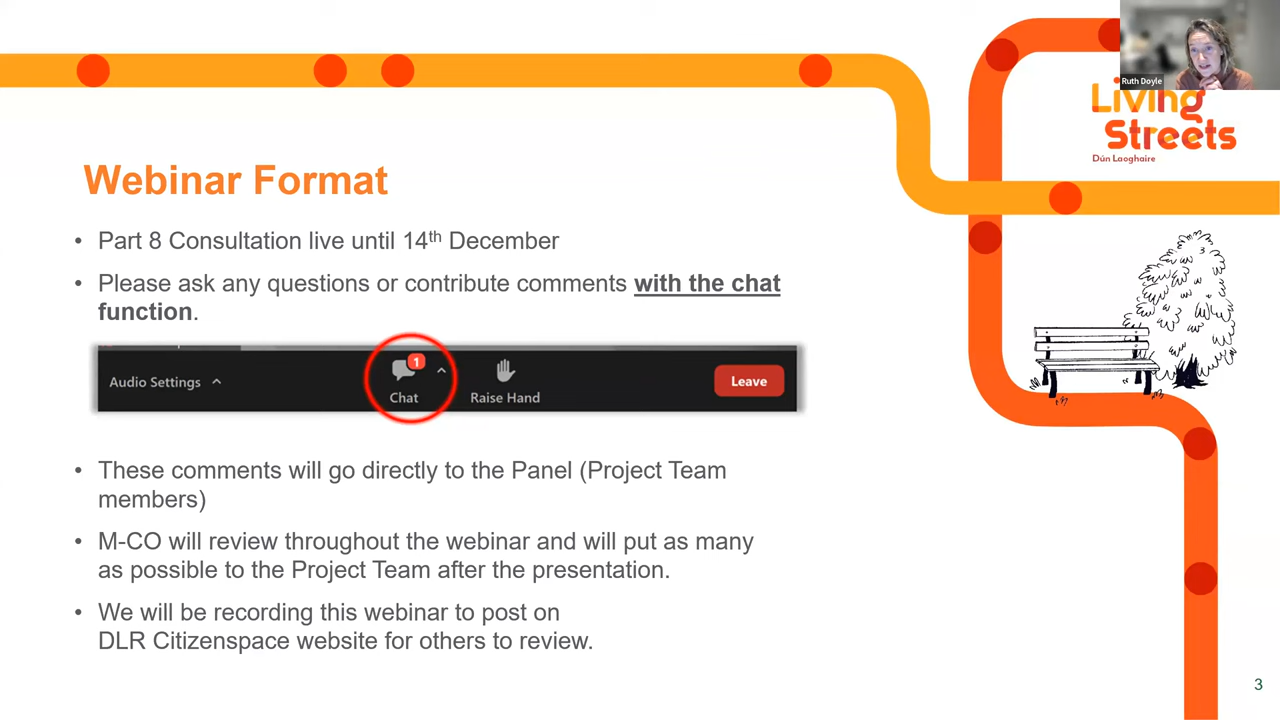 Ruth Doyle
Living
Streets
Dún Laoghaire
Webinar Format
• Part 8 Consultation live until 14th December
• Please ask any questions or contribute comments with the chat
function.
Audio Settings
1
Chat
Raise Hand
Leave
• These comments will go directly to the Panel (Project Team
members)
• M-CO will review throughout the webinar and will put as many
as possible to the Project Team after the presentation.
• We will be recording this webinar to post on
DLR Citizenspace website for others to review.
3